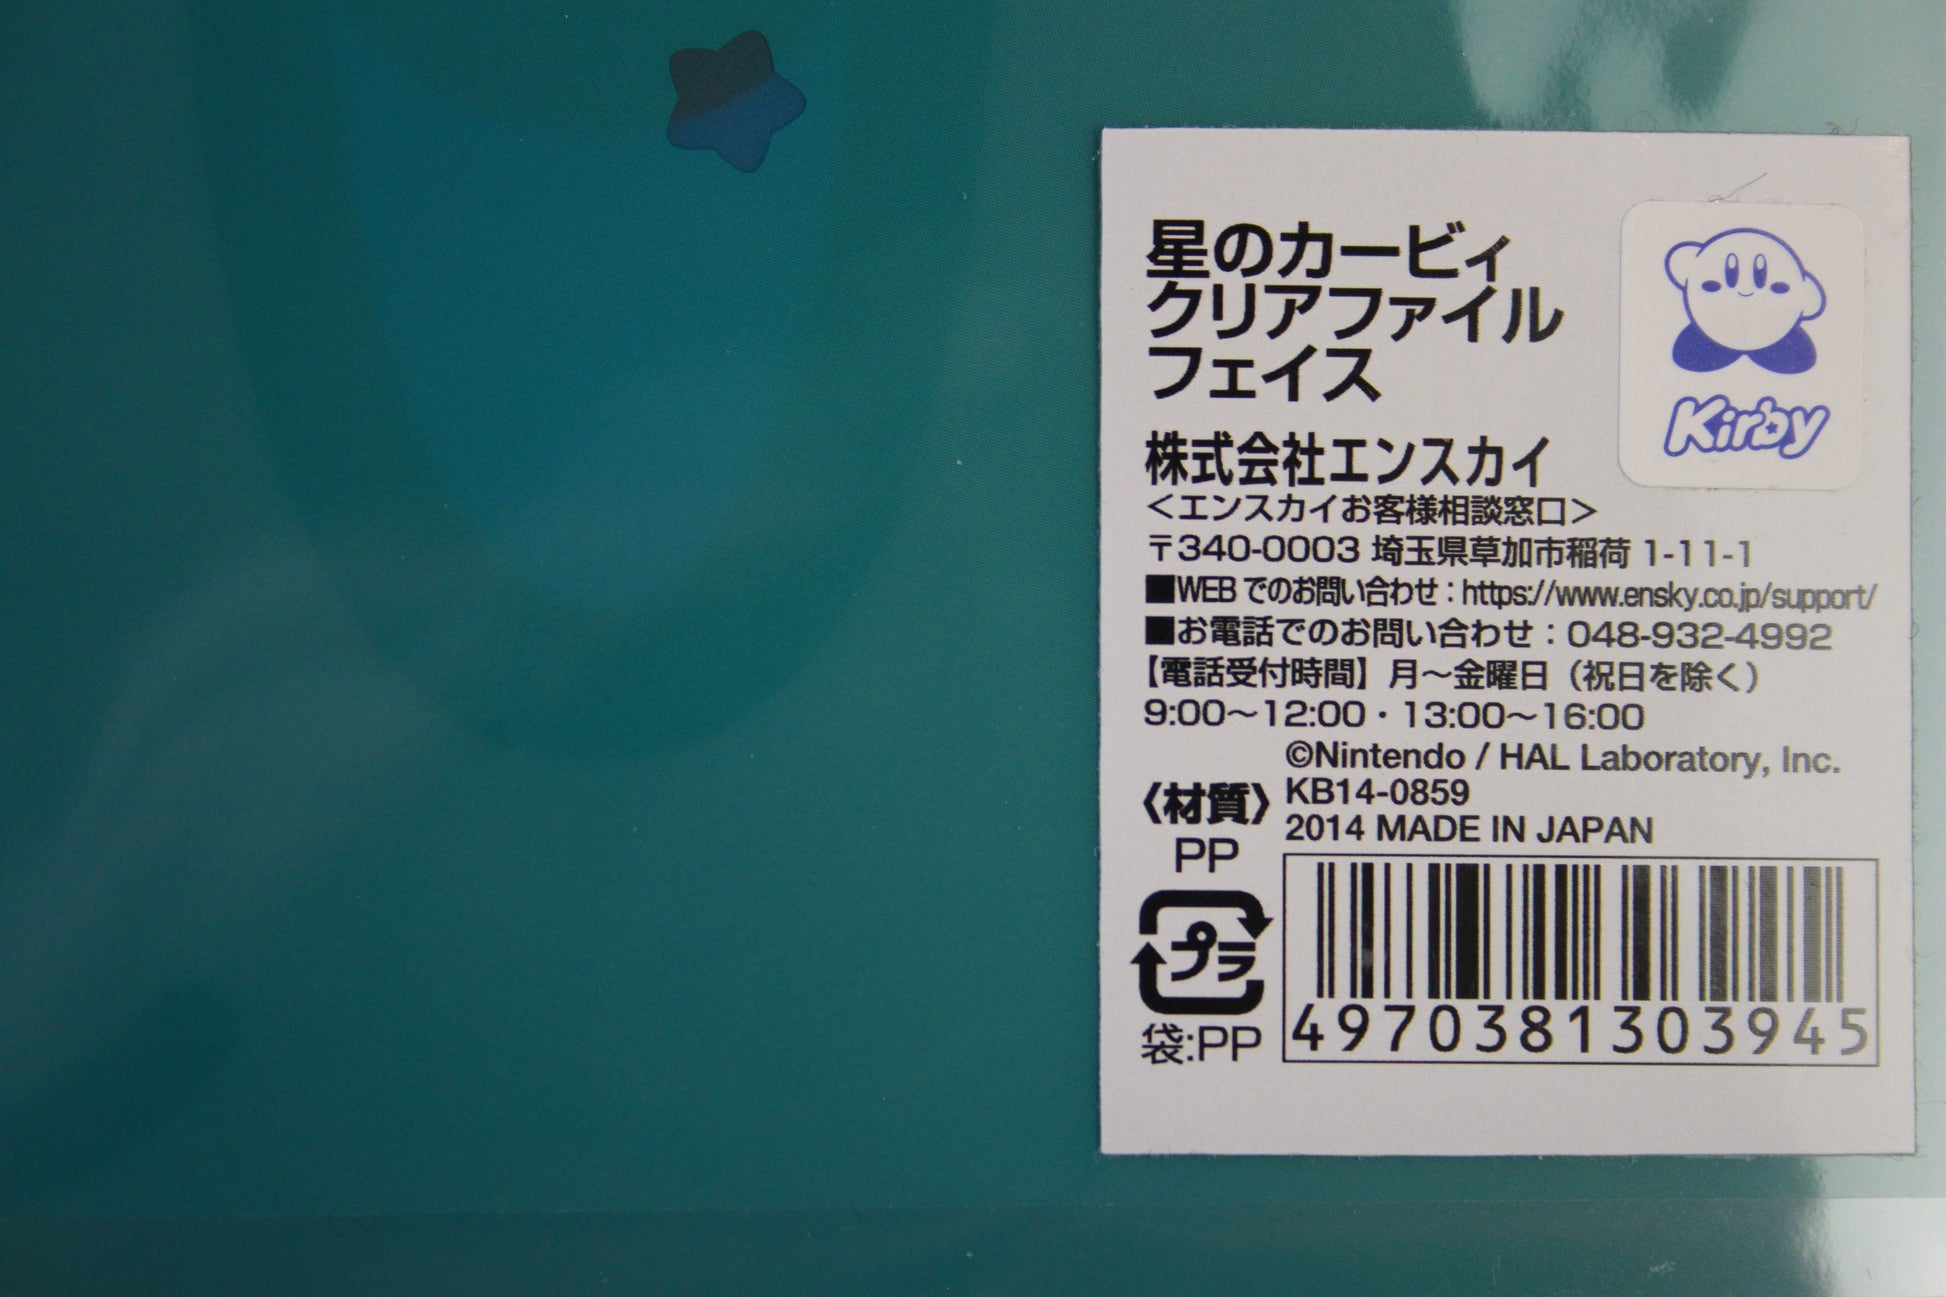 星のカービィ
クリアファイル
フェイス
Kirby
株式会社エンスカイ
＜エンスカイお客様相談窓口＞
〒340-0003 埼玉県草加市稲荷 1-11-1
■WEB でのお問い合わせ：https://www.ensky.co.jp/support/
■お電話でのお問い合わせ：048-932-4992
【電話受付時間】月～金曜日（祝日を除く）
9:00～12:00・13:00～16:00
©Nintendo / HAL Laboratory, Inc.
KB14-0859
2014 MADE IN JAPAN
〈材質〉
PP
プラ
袋:PP
4970381303945